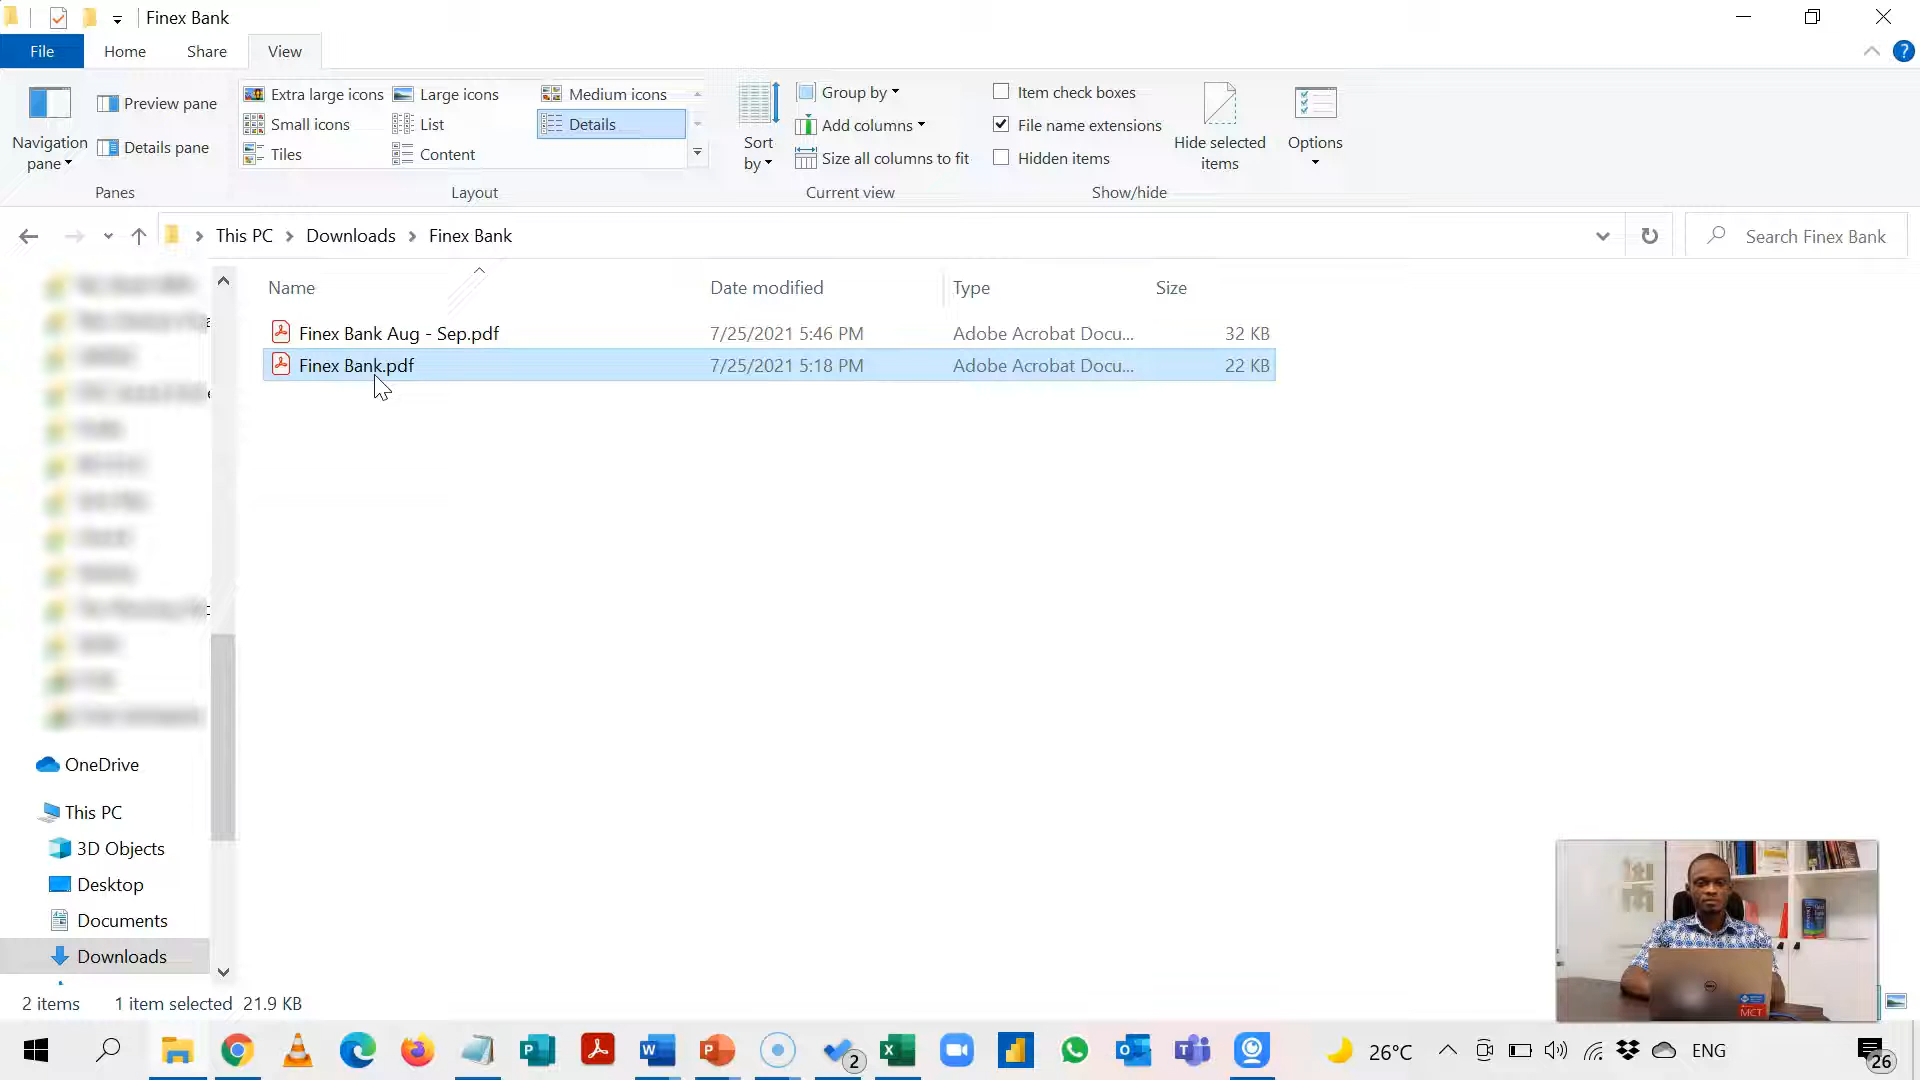 Finex Bank
File Home Share View
Navigation pane
Preview pane
Details pane
Panes
Extra large icons Large icons Medium icons
Small icons List Details
Tiles Content
Layout
Sort by
Group by
Add columns
Size all columns to fit
Current view
Item check boxes
File name extensions
Hidden items
Hide selected items
Show/hide
Options
This PC Downloads Finex Bank
Search Finex Bank
Name Date modified Type Size
Finex Bank Aug - Sep.pdf 7/25/2021 5:46 PM Adobe Acrobat Docu... 32 KB
Finex Bank.pdf 7/25/2021 5:18 PM Adobe Acrobat Docu... 22 KB
OneDrive
This PC
3D Objects
Desktop
Documents
Downloads
2 items 1 item selected 21.9 KB
MCT
2
26°C
ENG
26